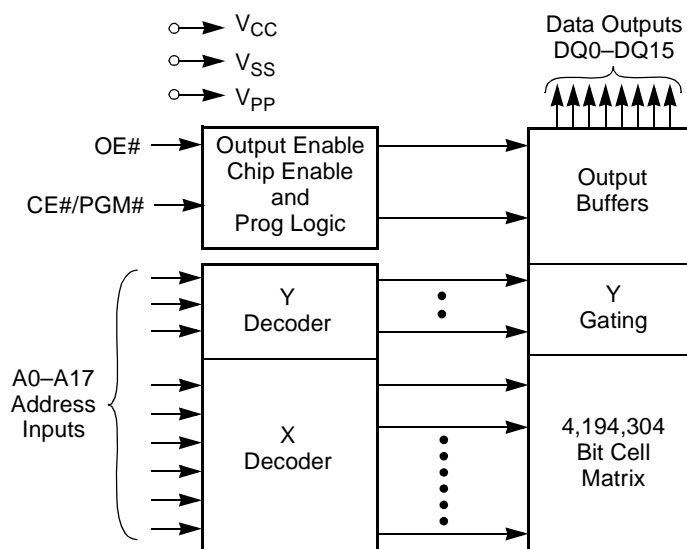 VCC
VSS
VPP
Data Outputs
DQ0–DQ15
OE#
CE#/PGM#
Output Enable
Chip Enable
and
Prog Logic
Output
Buffers
Y
Decoder
Y
Gating
A0–A17
Address
Inputs
X
Decoder
4,194,304
Bit Cell
Matrix